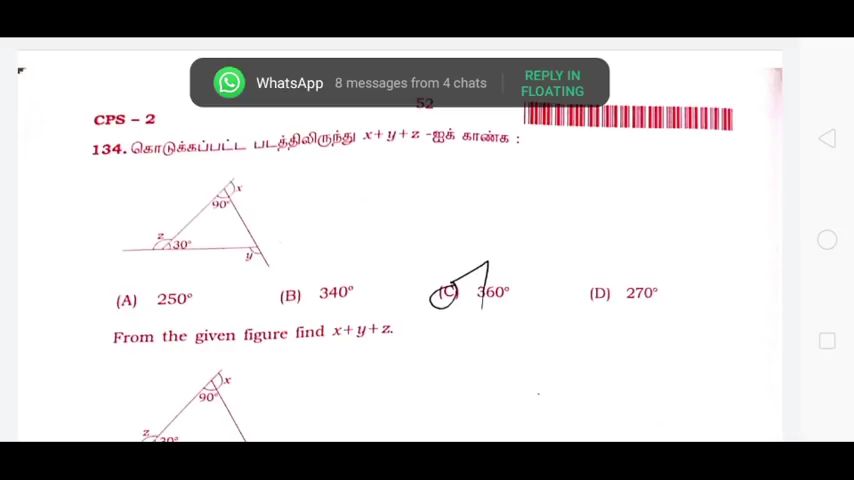 WhatsApp 8 messages from 4 chats REPLY IN FLOATING
52
CPS – 2
134. கொடுக்கப்பட்ட படத்திலிருந்து x+y+z -ஐக் காண்க :
x
90°
z
30°
y
(A) 250° (B) 340° (C) 360° (D) 270°
From the given figure find x+y+z.
x
90°
z
30°